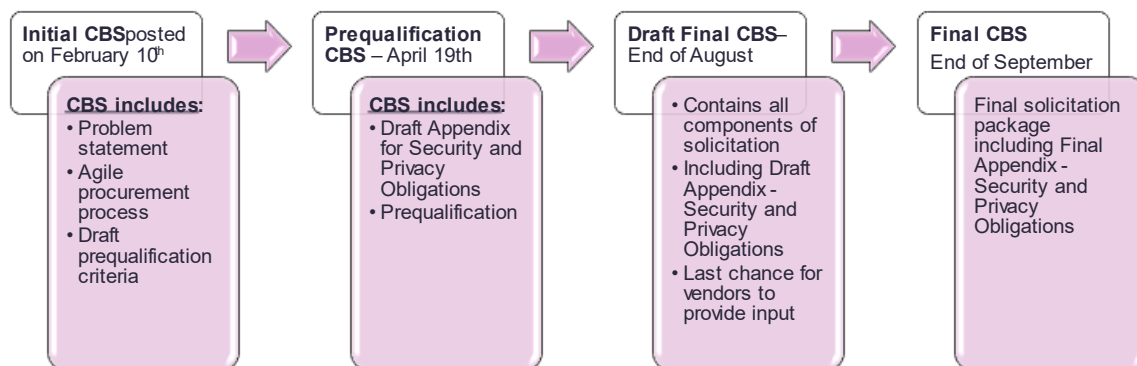 Initial CBSposted
on February 10th
CBS includes:
• Problem
statement
• Agile
procurement
process
• Draft
prequalification
criteria
Prequalification
CBS – April 19th
CBS includes:
• Draft Appendix
for Security and
Privacy
Obligations
• Prequalification
Draft Final CBS–
End of August
• Contains all
components of
solicitation
• Including Draft
Appendix -
Security and
Privacy
Obligations
• Last chance for
vendors to
provide input
Final CBS
End of September
Final solicitation
package
including Final
Appendix -
Security and
Privacy
Obligations